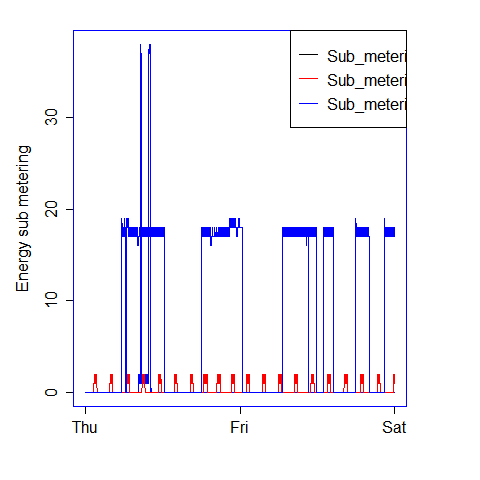 Sub_meteri
Sub_meteri
Sub_meteri
Energy sub metering
30
20
10
0
Thu Fri Sat